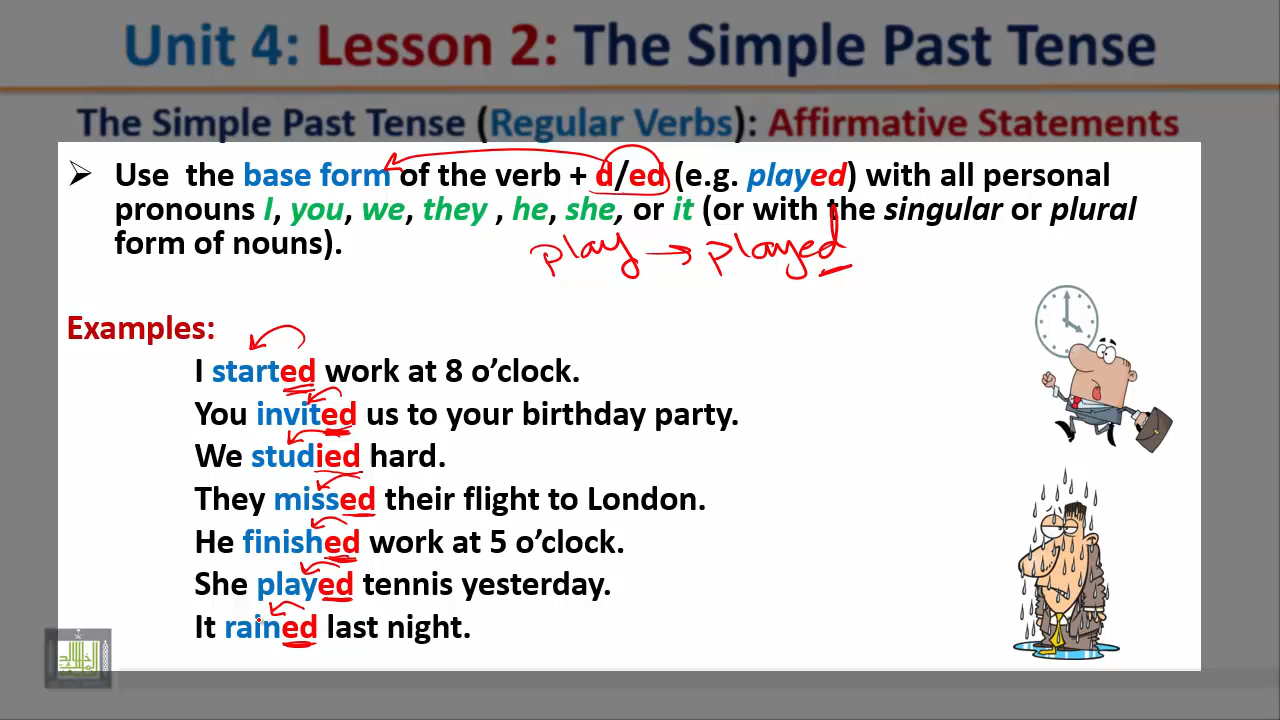 Unit 4: Lesson 2: The Simple Past Tense
The Simple Past Tense (Regular Verbs): Affirmative Statements
➢ Use the base form of the verb + d/ed (e.g. played) with all personal
pronouns I, you, we, they , he, she, or it (or with the singular or plural
form of nouns).
play → played
Examples:
I started work at 8 o’clock.
You invited us to your birthday party.
We studied hard.
They missed their flight to London.
He finished work at 5 o’clock.
She played tennis yesterday.
It rained last night.